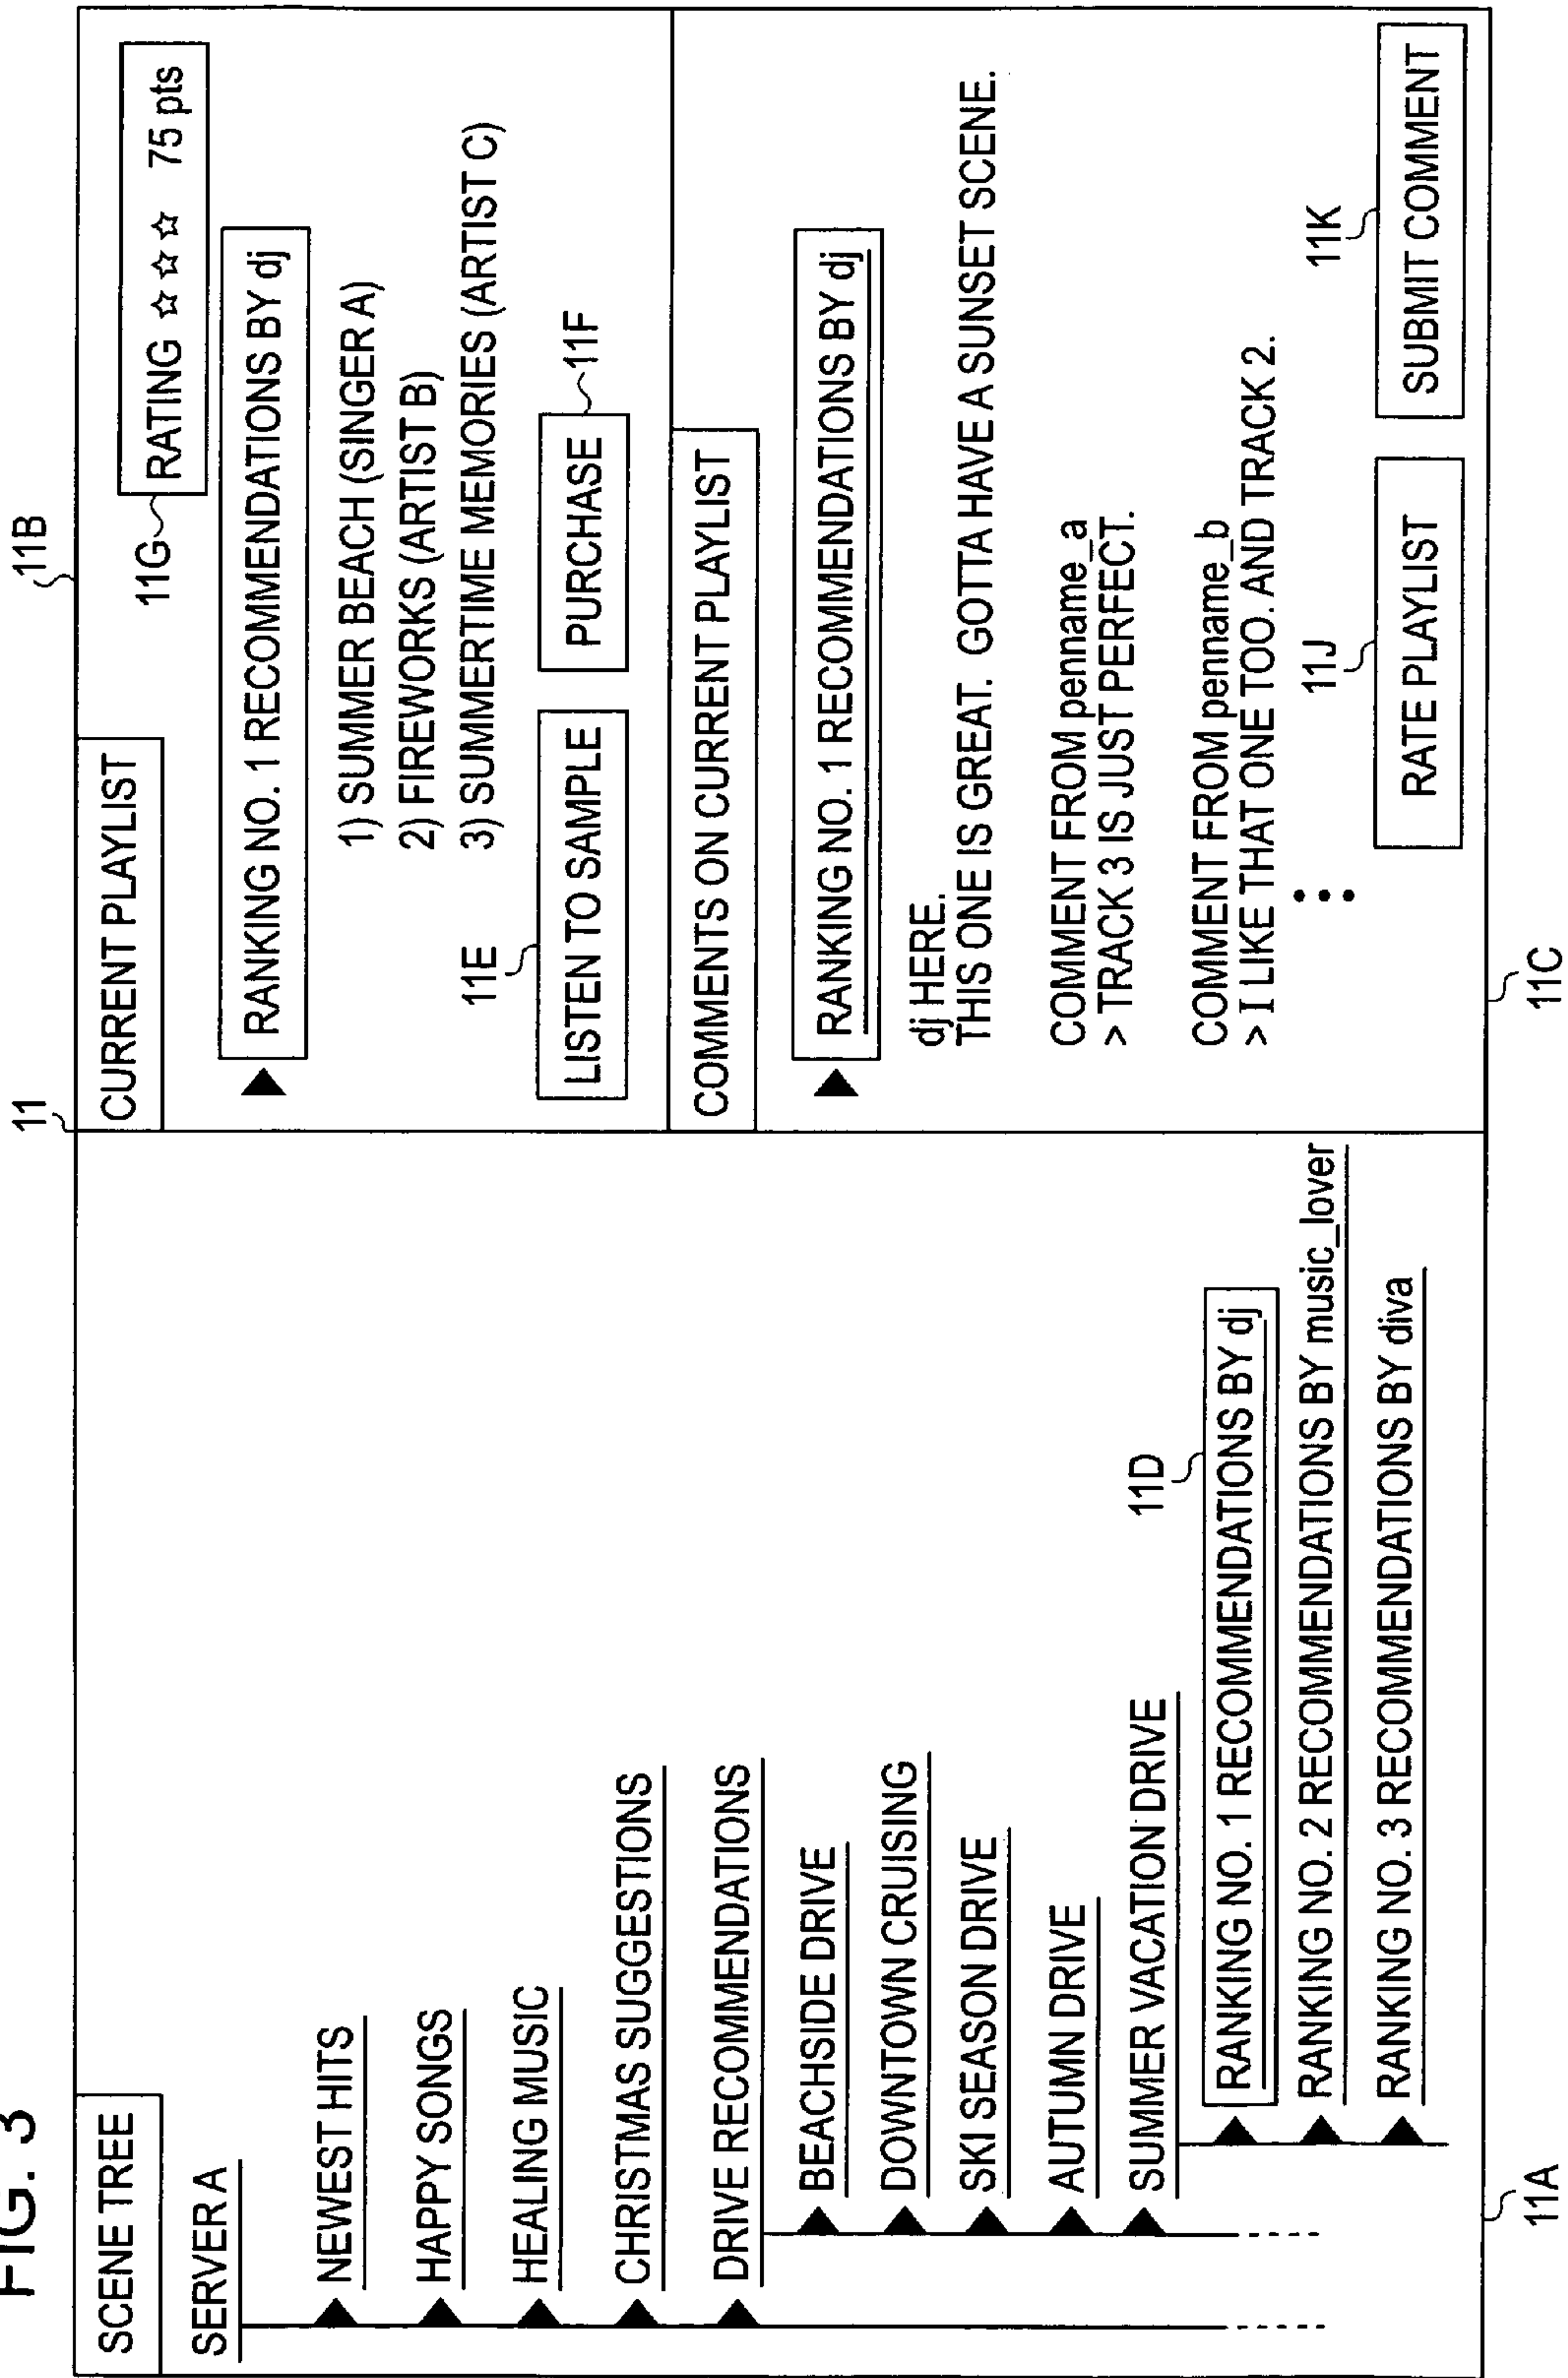 FIG. 3
11
SCENE TREE
SERVER A
NEWEST HITS
HAPPY SONGS
HEALING MUSIC
CHRISTMAS SUGGESTIONS
DRIVE RECOMMENDATIONS
BEACHSIDE DRIVE
DOWNTOWN CRUISING
SKI SEASON DRIVE
AUTUMN DRIVE
SUMMER VACATION DRIVE
11D
RANKING NO. 1 RECOMMENDATIONS BY dj
RANKING NO. 2 RECOMMENDATIONS BY music_lover
RANKING NO. 3 RECOMMENDATIONS BY diva
11A
11B
CURRENT PLAYLIST
11G
RATING ☆ ☆ ☆ 75 pts
RANKING NO. 1 RECOMMENDATIONS BY dj
1) SUMMER BEACH (SINGER A)
2) FIREWORKS (ARTIST B)
3) SUMMERTIME MEMORIES (ARTIST C)
11E
LISTEN TO SAMPLE
PURCHASE
11F
COMMENTS ON CURRENT PLAYLIST
RANKING NO. 1 RECOMMENDATIONS BY dj
dj HERE.
THIS ONE IS GREAT. GOTTA HAVE A SUNSET SCENE.
COMMENT FROM penname_a
> TRACK 3 IS JUST PERFECT.
COMMENT FROM penname_b
> I LIKE THAT ONE TOO. AND TRACK 2.
11J
11K
RATE PLAYLIST
SUBMIT COMMENT
11C